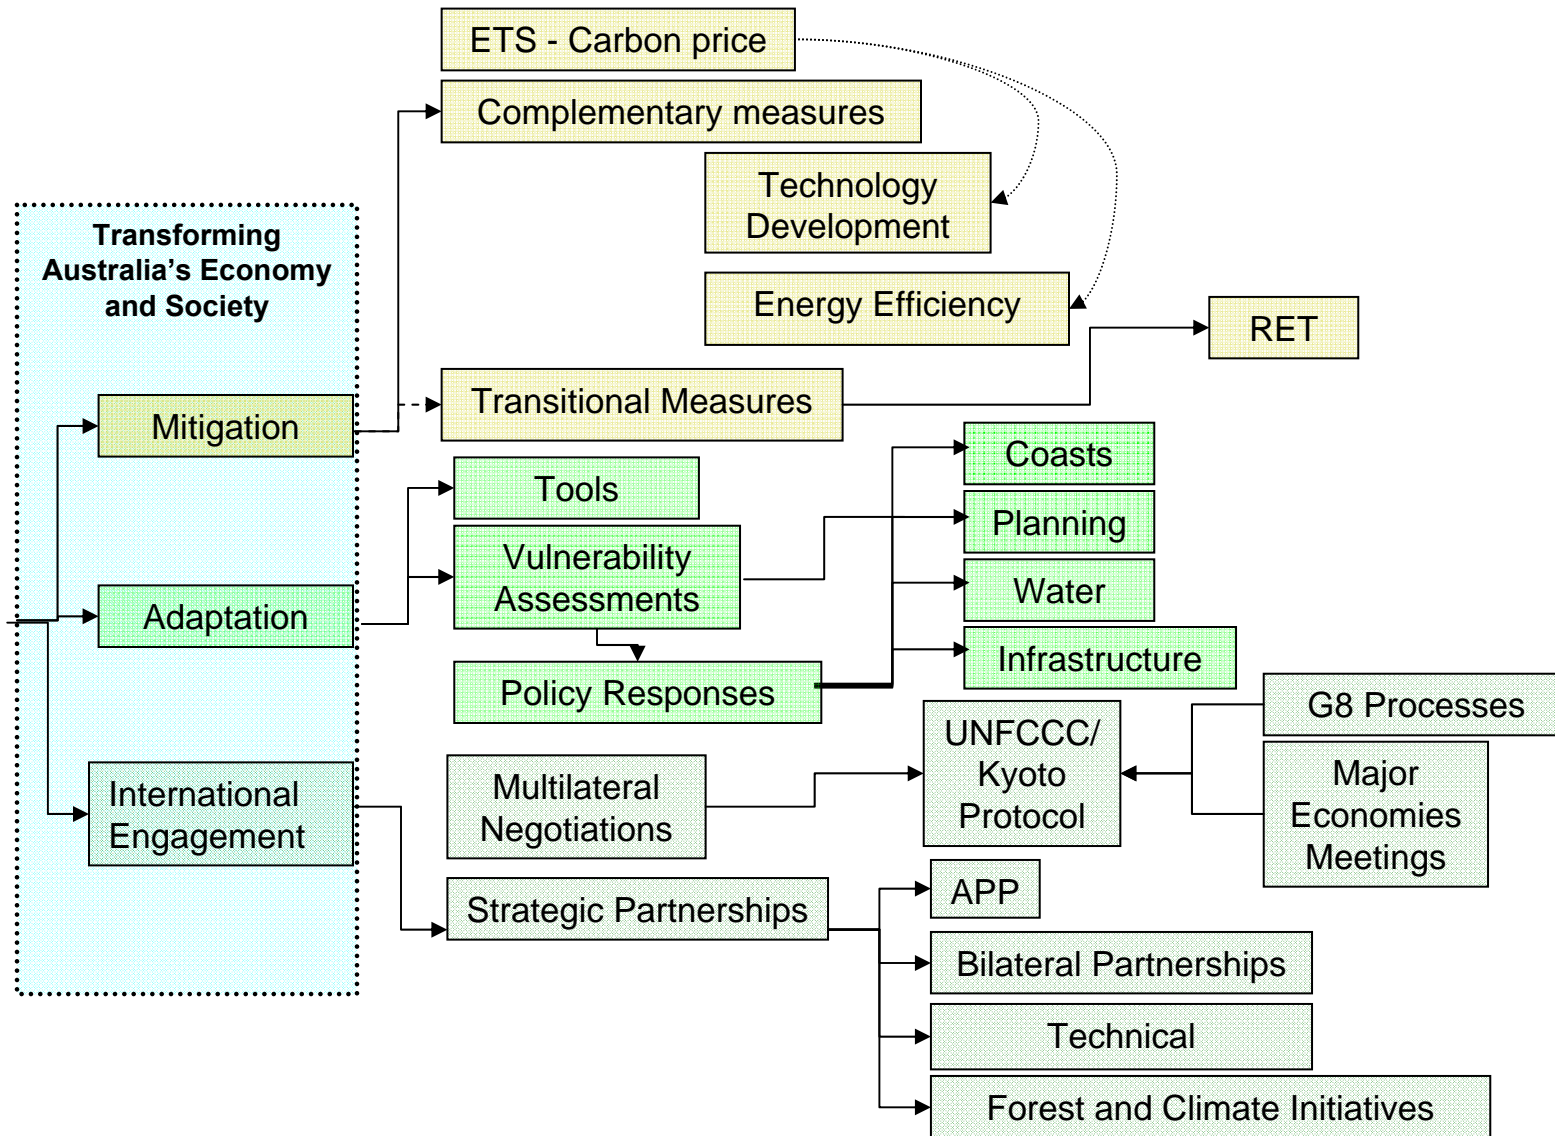 ETS - Carbon price
Complementary measures
Technology
Development
Energy Efficiency
RET
Transforming
Australia’s Economy
and Society
Mitigation
Transitional Measures
Adaptation
Tools
Vulnerability
Assessments
Policy Responses
Coasts
Planning
Water
Infrastructure
International
Engagement
Multilateral
Negotiations
UNFCCC/
Kyoto
Protocol
G8 Processes
Major
Economies
Meetings
Strategic Partnerships
APP
Bilateral Partnerships
Technical
Forest and Climate Initiatives